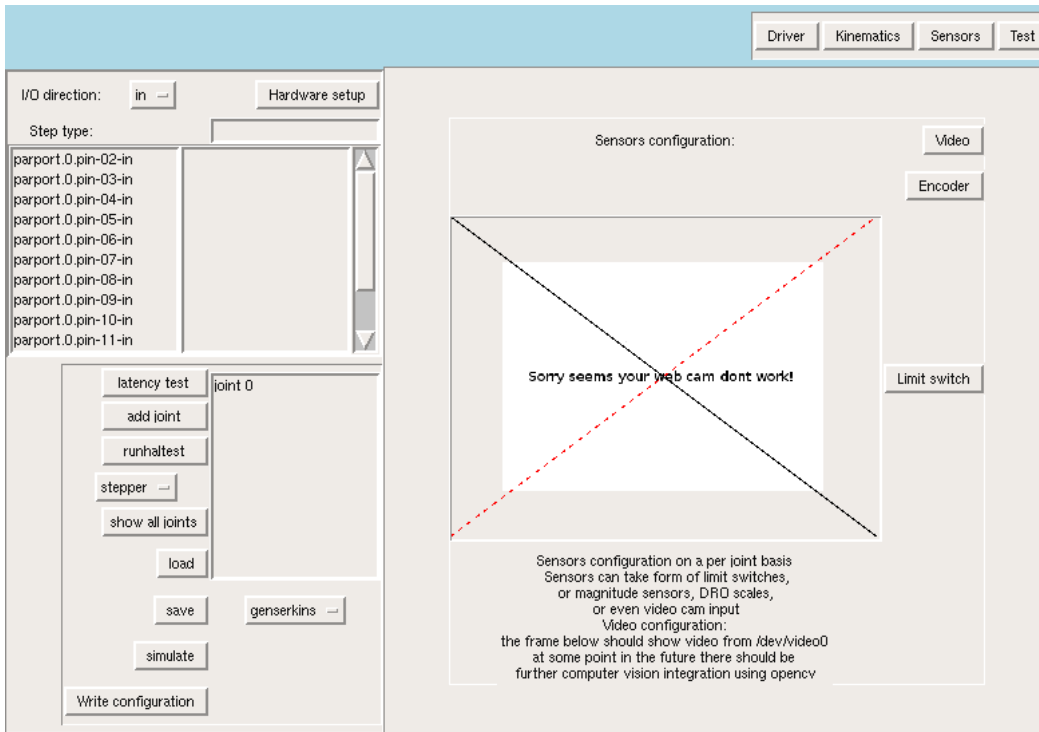 Driver
Kinematics
Sensors
Test
I/O direction:
in
Hardware setup
Step type:
parport.0.pin-02-in
parport.0.pin-03-in
parport.0.pin-04-in
parport.0.pin-05-in
parport.0.pin-06-in
parport.0.pin-07-in
parport.0.pin-08-in
parport.0.pin-09-in
parport.0.pin-10-in
parport.0.pin-11-in
latency test
joint 0
add joint
runhaltest
stepper
show all joints
load
save
genserkins
simulate
Write configuration
Sensors configuration:
Video
Encoder
Sorry seems your web cam dont work!
Limit switch
Sensors configuration on a per joint basis
Sensors can take form of limit switches,
or magnitude sensors, DRO scales,
or even video cam input
Video configuration:
the frame below should show video from /dev/video0
at some point in the future there should be
further computer vision integration using opencv